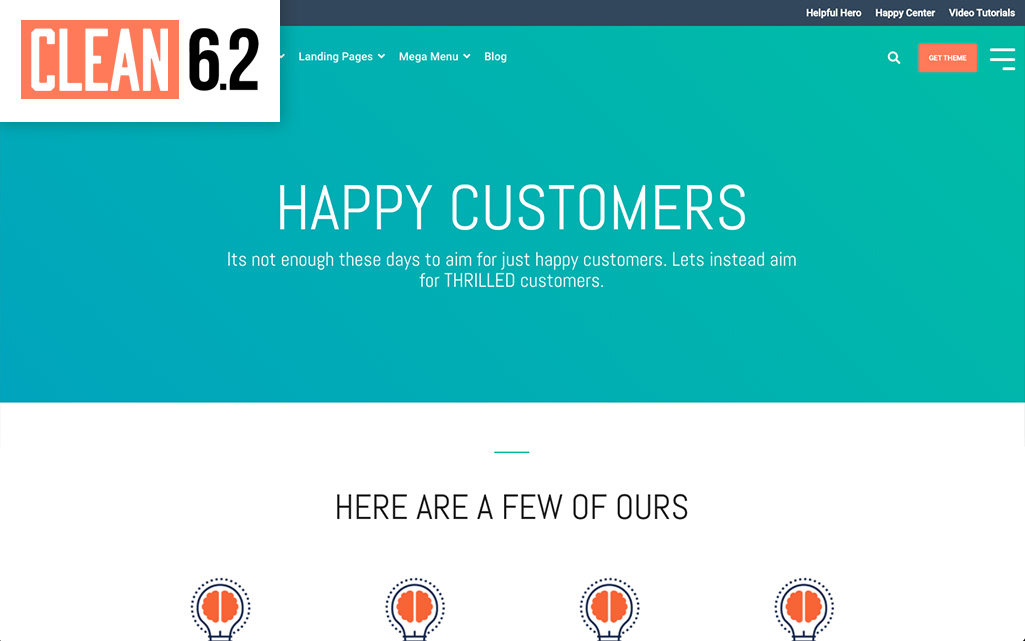 Helpful Hero Happy Center Video Tutorials
CLEAN 6.2
Landing Pages Mega Menu Blog
GET THEME
HAPPY CUSTOMERS
Its not enough these days to aim for just happy customers. Lets instead aim
for THRILLED customers.
HERE ARE A FEW OF OURS